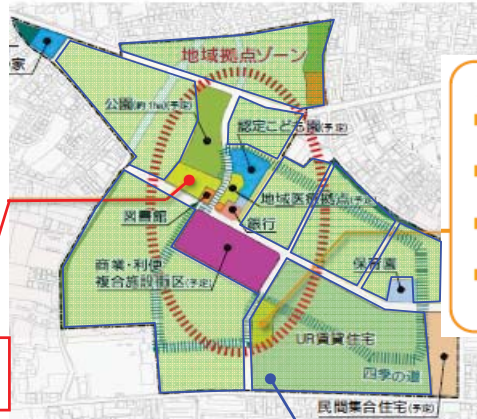 家
地域拠点ゾーン
公園(約1ha)(予定)
認定こども園(予定)
地域医療拠点(予定)
図書館
銀行
商業・利便
複合施設街区(予定)
保育園
UR賃貸住宅
四季の道
民間集合住宅(予定)